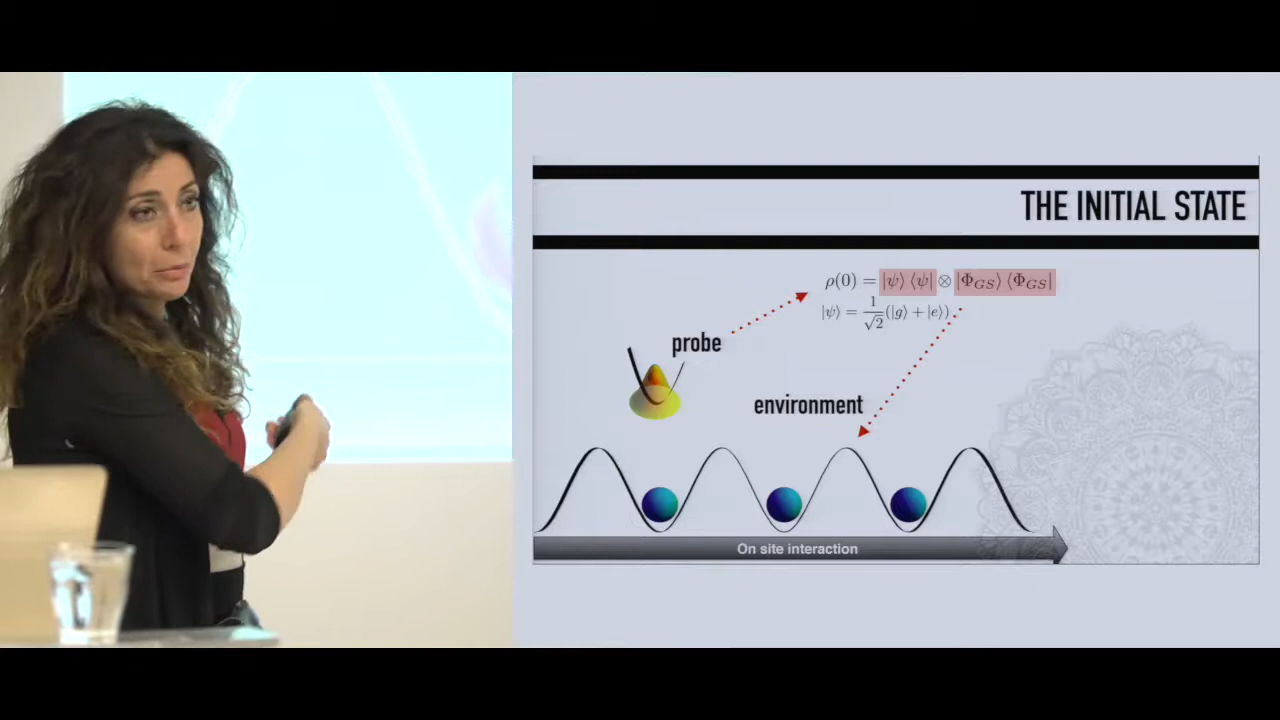 THE INITIAL STATE
ρ(0) = |ψ⟩ ⟨ψ| ⊗ |Φ_GS⟩ ⟨Φ_GS|
|ψ⟩ = 1/√2 (|g⟩ + |e⟩)
probe
environment
On site interaction